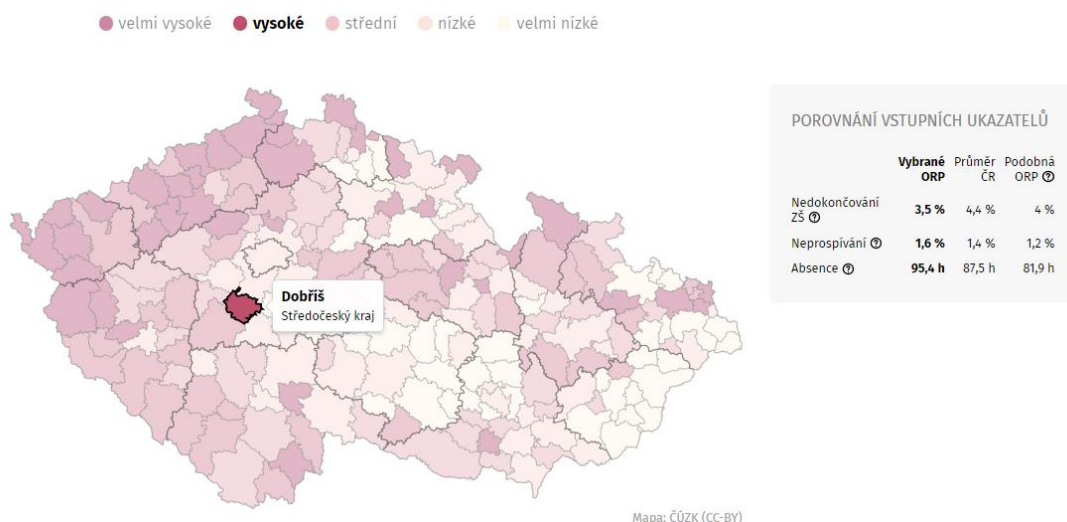 velmi vysoké vysoké střední nízké velmi nízké
POROVNÁNÍ VSTUPNÍCH UKAZATELŮ
Vybrané ORP Průměr ČR Podobná ORP
Nedokončování ZŠ 3,5 % 4,4 % 4 %
Neprospívání 1,6 % 1,4 % 1,2 %
Absence 95,4 h 87,5 h 81,9 h
Dobříš
Středočeský kraj
Mapa: ČÚZK (CC-BY)